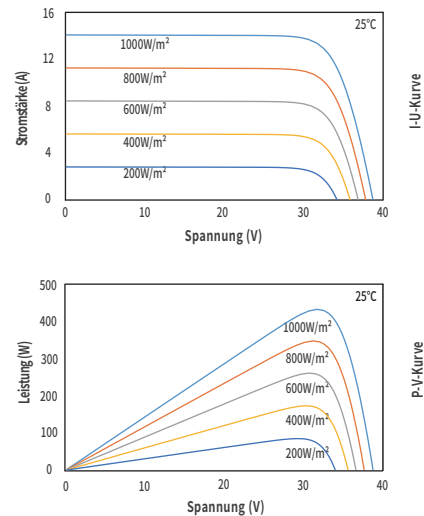 16
25°C
1000W/m²
12
800W/m²
8
600W/m²
4
400W/m²
200W/m²
0
0 10 20 30 40
Stromstärke(A)
Spannung (V)
I-U-Kurve
500
25°C
400
1000W/m²
300
800W/m²
600W/m²
200
400W/m²
100
200W/m²
0
0 10 20 30 40
Leistung (W)
Spannung (V)
P-V-Kurve